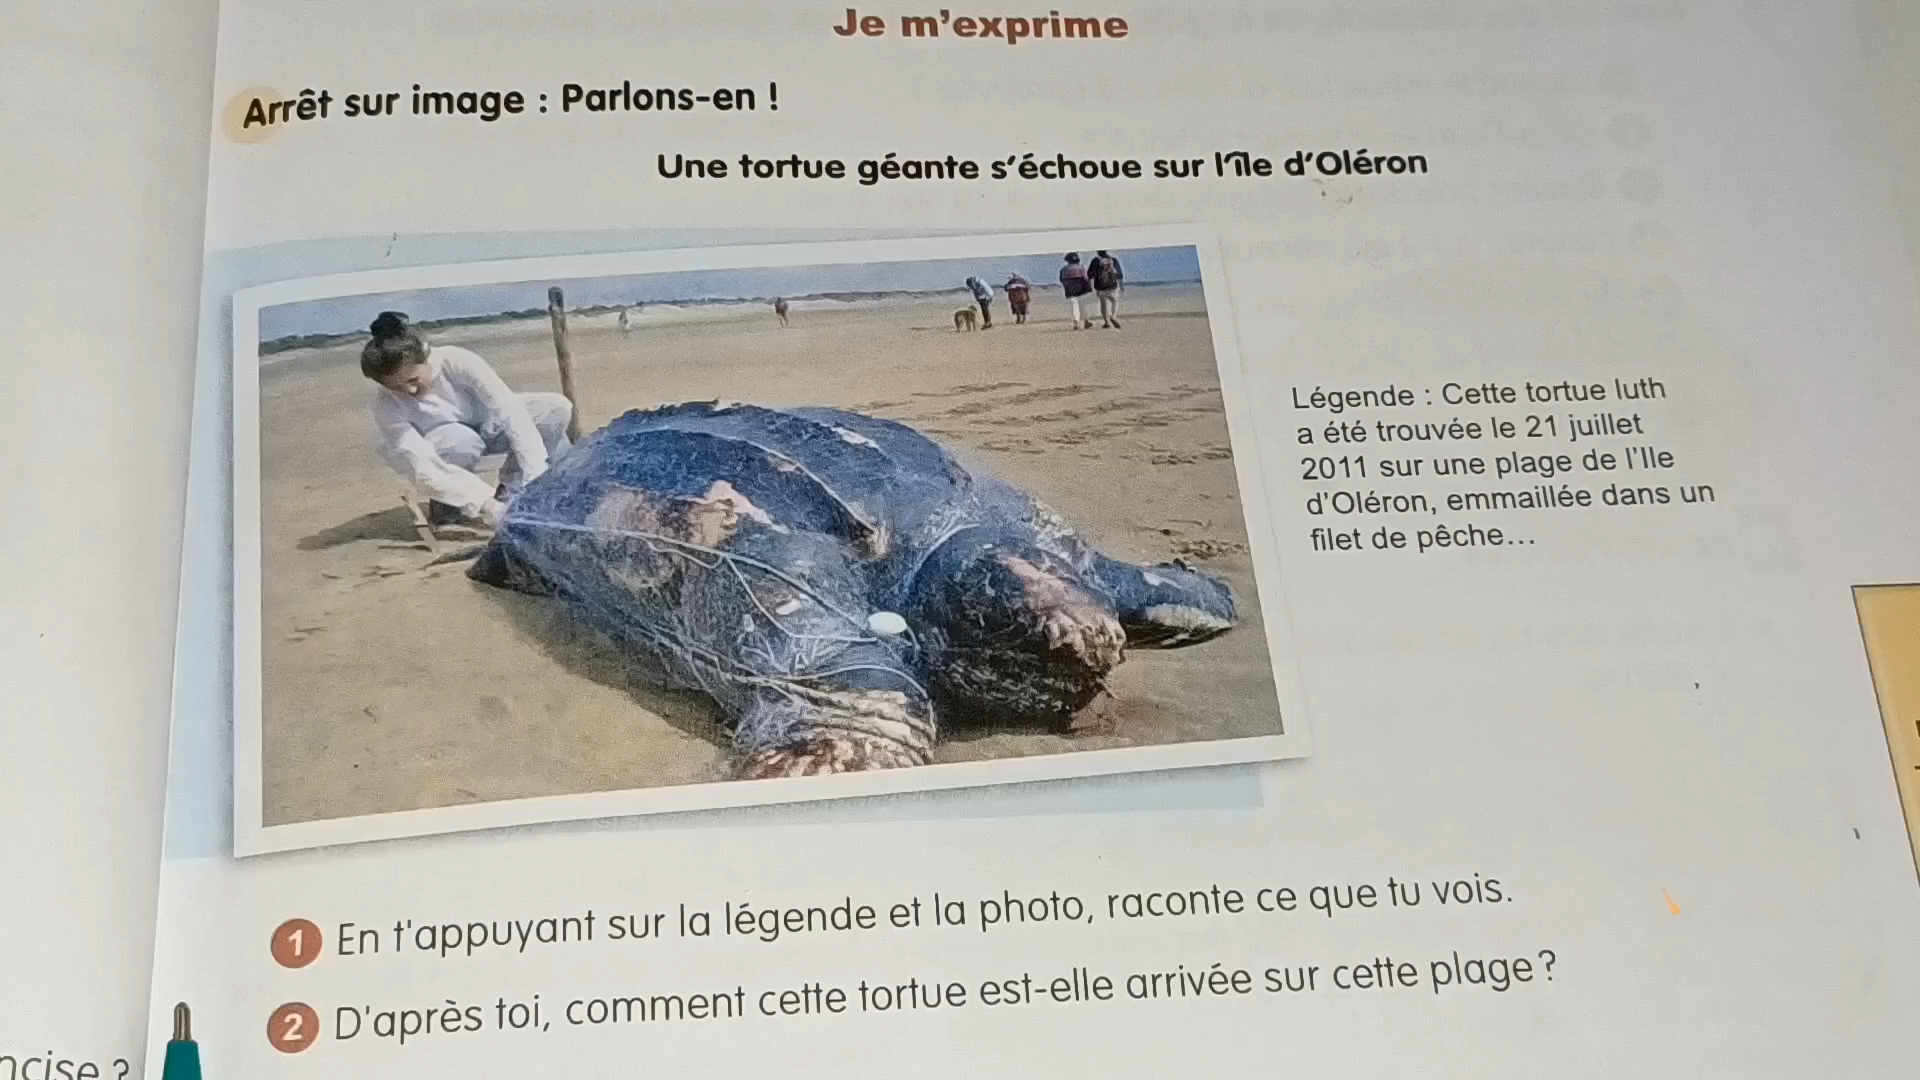 Je m'exprime
Arrêt sur image : Parlons-en !
Une tortue géante s'échoue sur l'île d'Oléron
Légende : Cette tortue luth
a été trouvée le 21 juillet
2011 sur une plage de l'Ile
d'Oléron, emmaillée dans un
filet de pêche...
1 En t'appuyant sur la légende et la photo, raconte ce que tu vois.
2 D'après toi, comment cette tortue est-elle arrivée sur cette plage ?